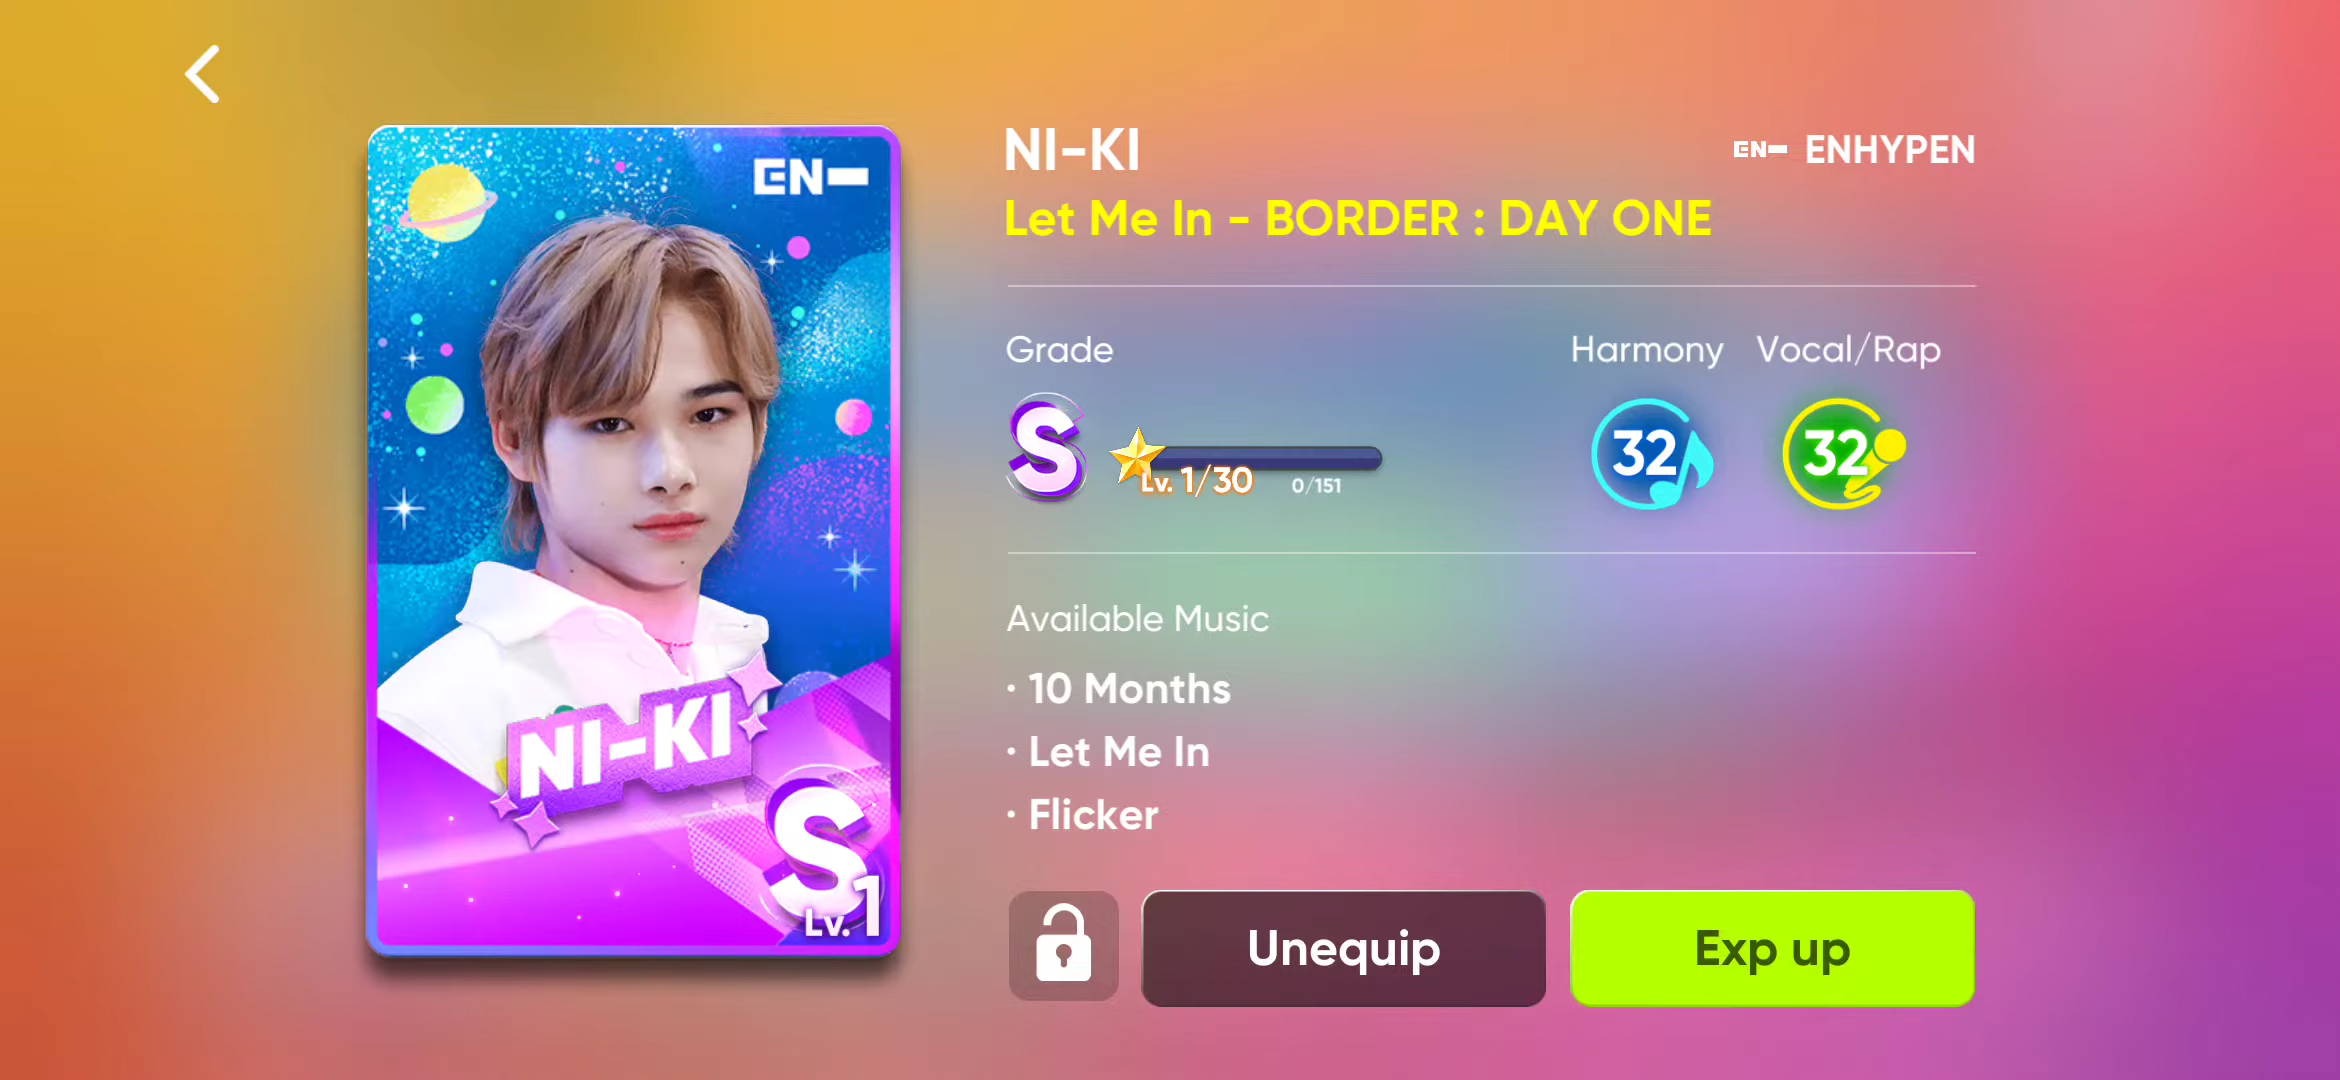 EN-
NI-KI
S
Lv. 1
NI-KI
EN- ENHYPEN
Let Me In - BORDER : DAY ONE
Grade
Harmony
Vocal/Rap
S
Lv. 1/30
0/151
32
32
Available Music
· 10 Months
· Let Me In
· Flicker
Unequip
Exp up